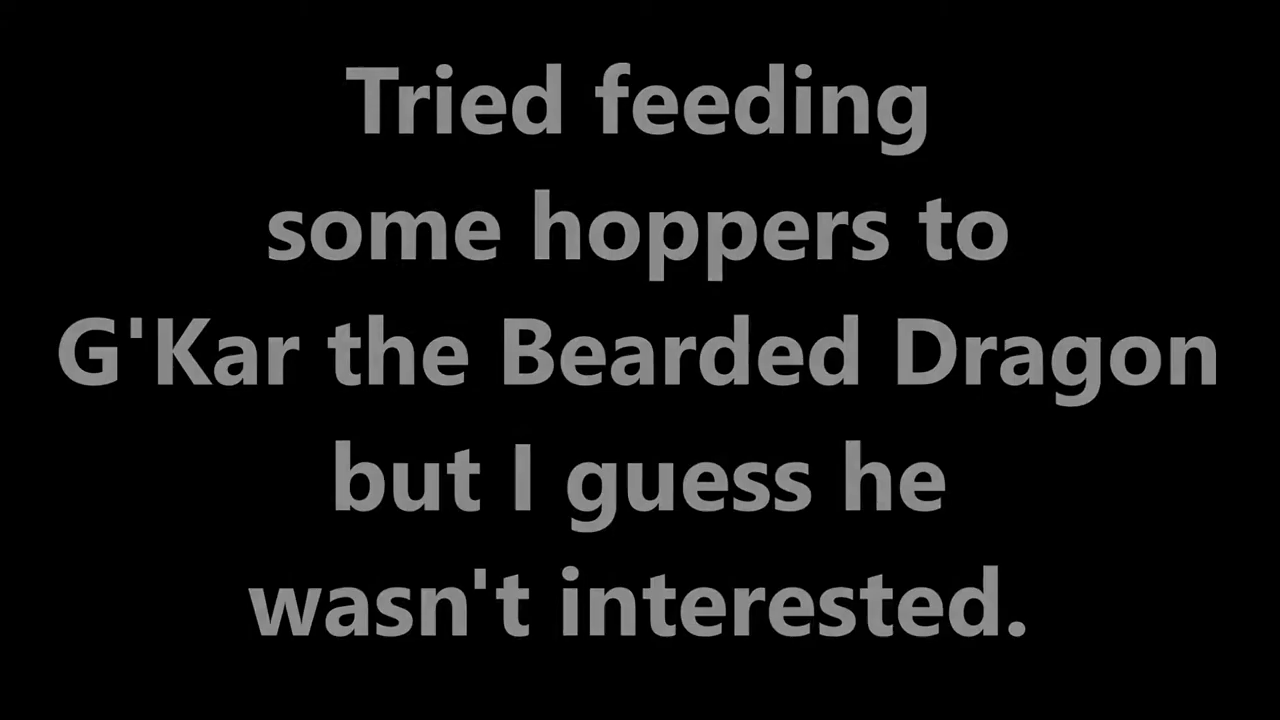 Tried feeding
some hoppers to
G'Kar the Bearded Dragon
but I guess he
wasn't interested.